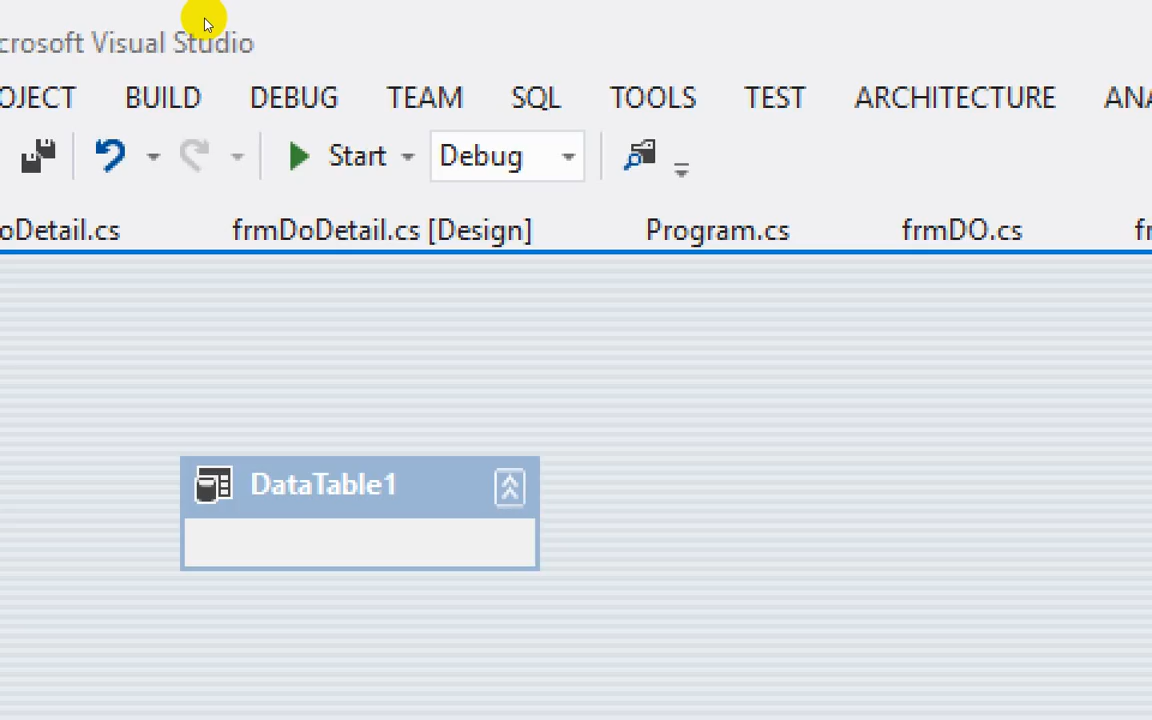 crosoft Visual Studio
OJECT BUILD DEBUG TEAM SQL TOOLS TEST ARCHITECTURE ANA
Start Debug
oDetail.cs frmDoDetail.cs [Design] Program.cs frmDO.cs fr
DataTable1